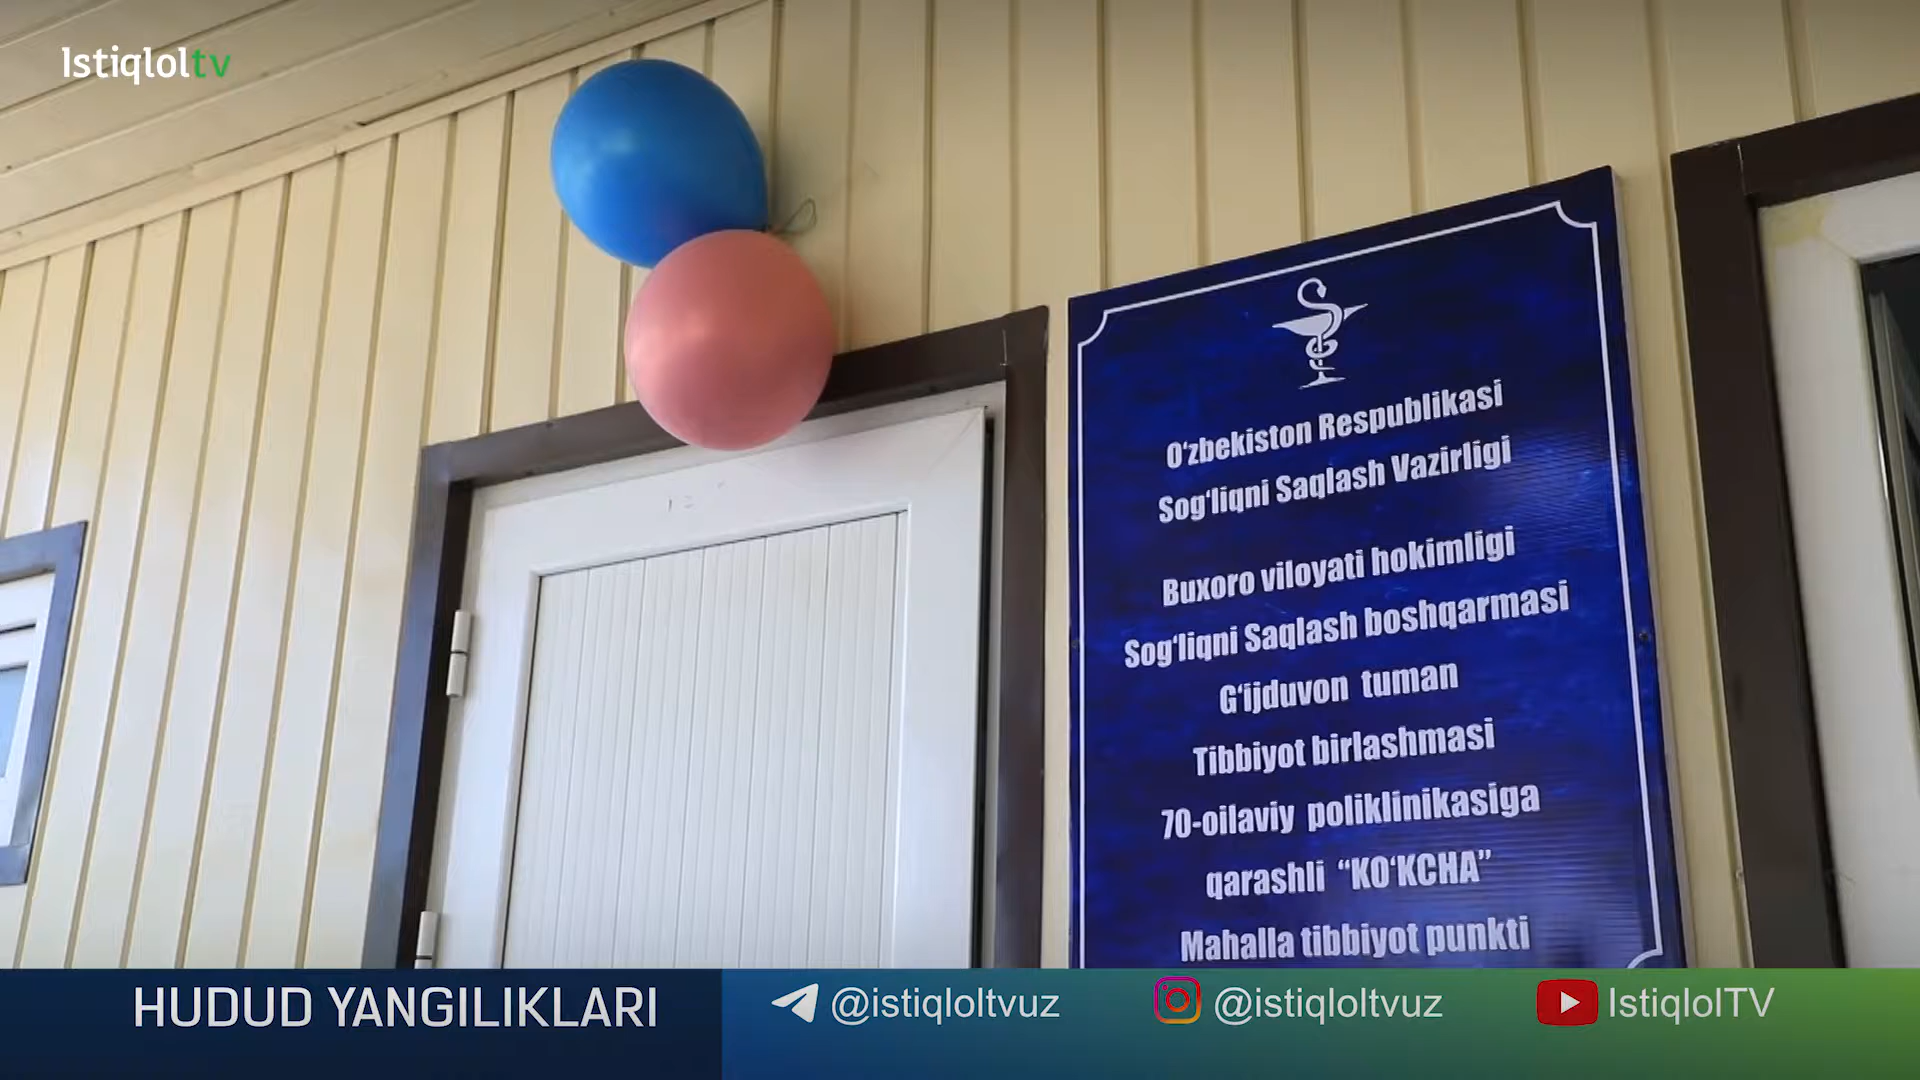 Istiqloltv
O‘zbekiston Respublikasi
Sog‘liqni Saqlash Vazirligi
Buxoro viloyati hokimligi
Sog‘liqni Saqlash boshqarmasi
G‘ijduvon tuman
Tibbiyot birlashmasi
70-oilaviy poliklinikasiga
qarashli “KO‘KCHA”
Mahalla tibbiyot punkti
HUDUD YANGILIKLARI
@istiqloltvuz
@istiqloltvuz
IstiqlolTV